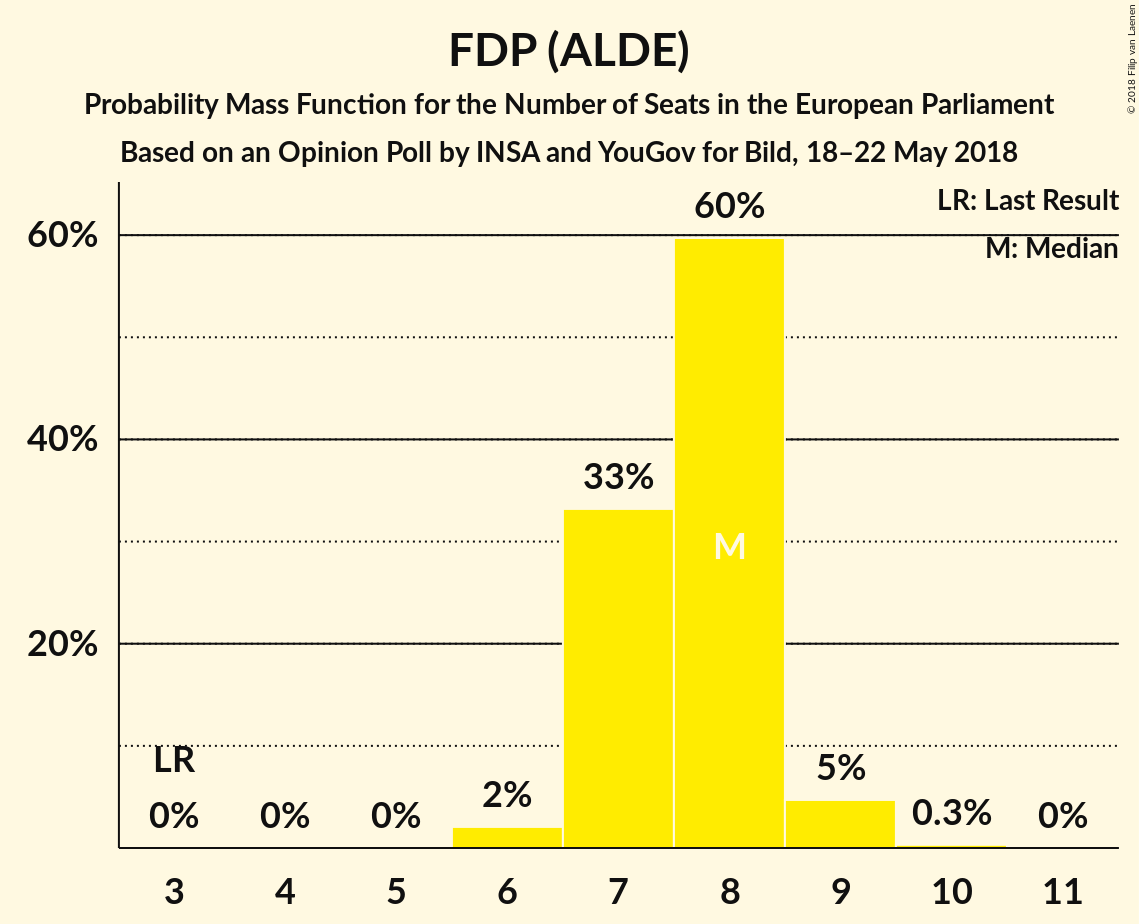 FDP (ALDE)
Probability Mass Function for the Number of Seats in the European Parliament
Based on an Opinion Poll by INSA and YouGov for Bild, 18–22 May 2018
© 2018 Filip van Laenen
LR: Last Result
M: Median
60%
40%
20%
LR
0%
0%
0%
2%
33%
60%
M
5%
0.3%
0%
3
4
5
6
7
8
9
10
11